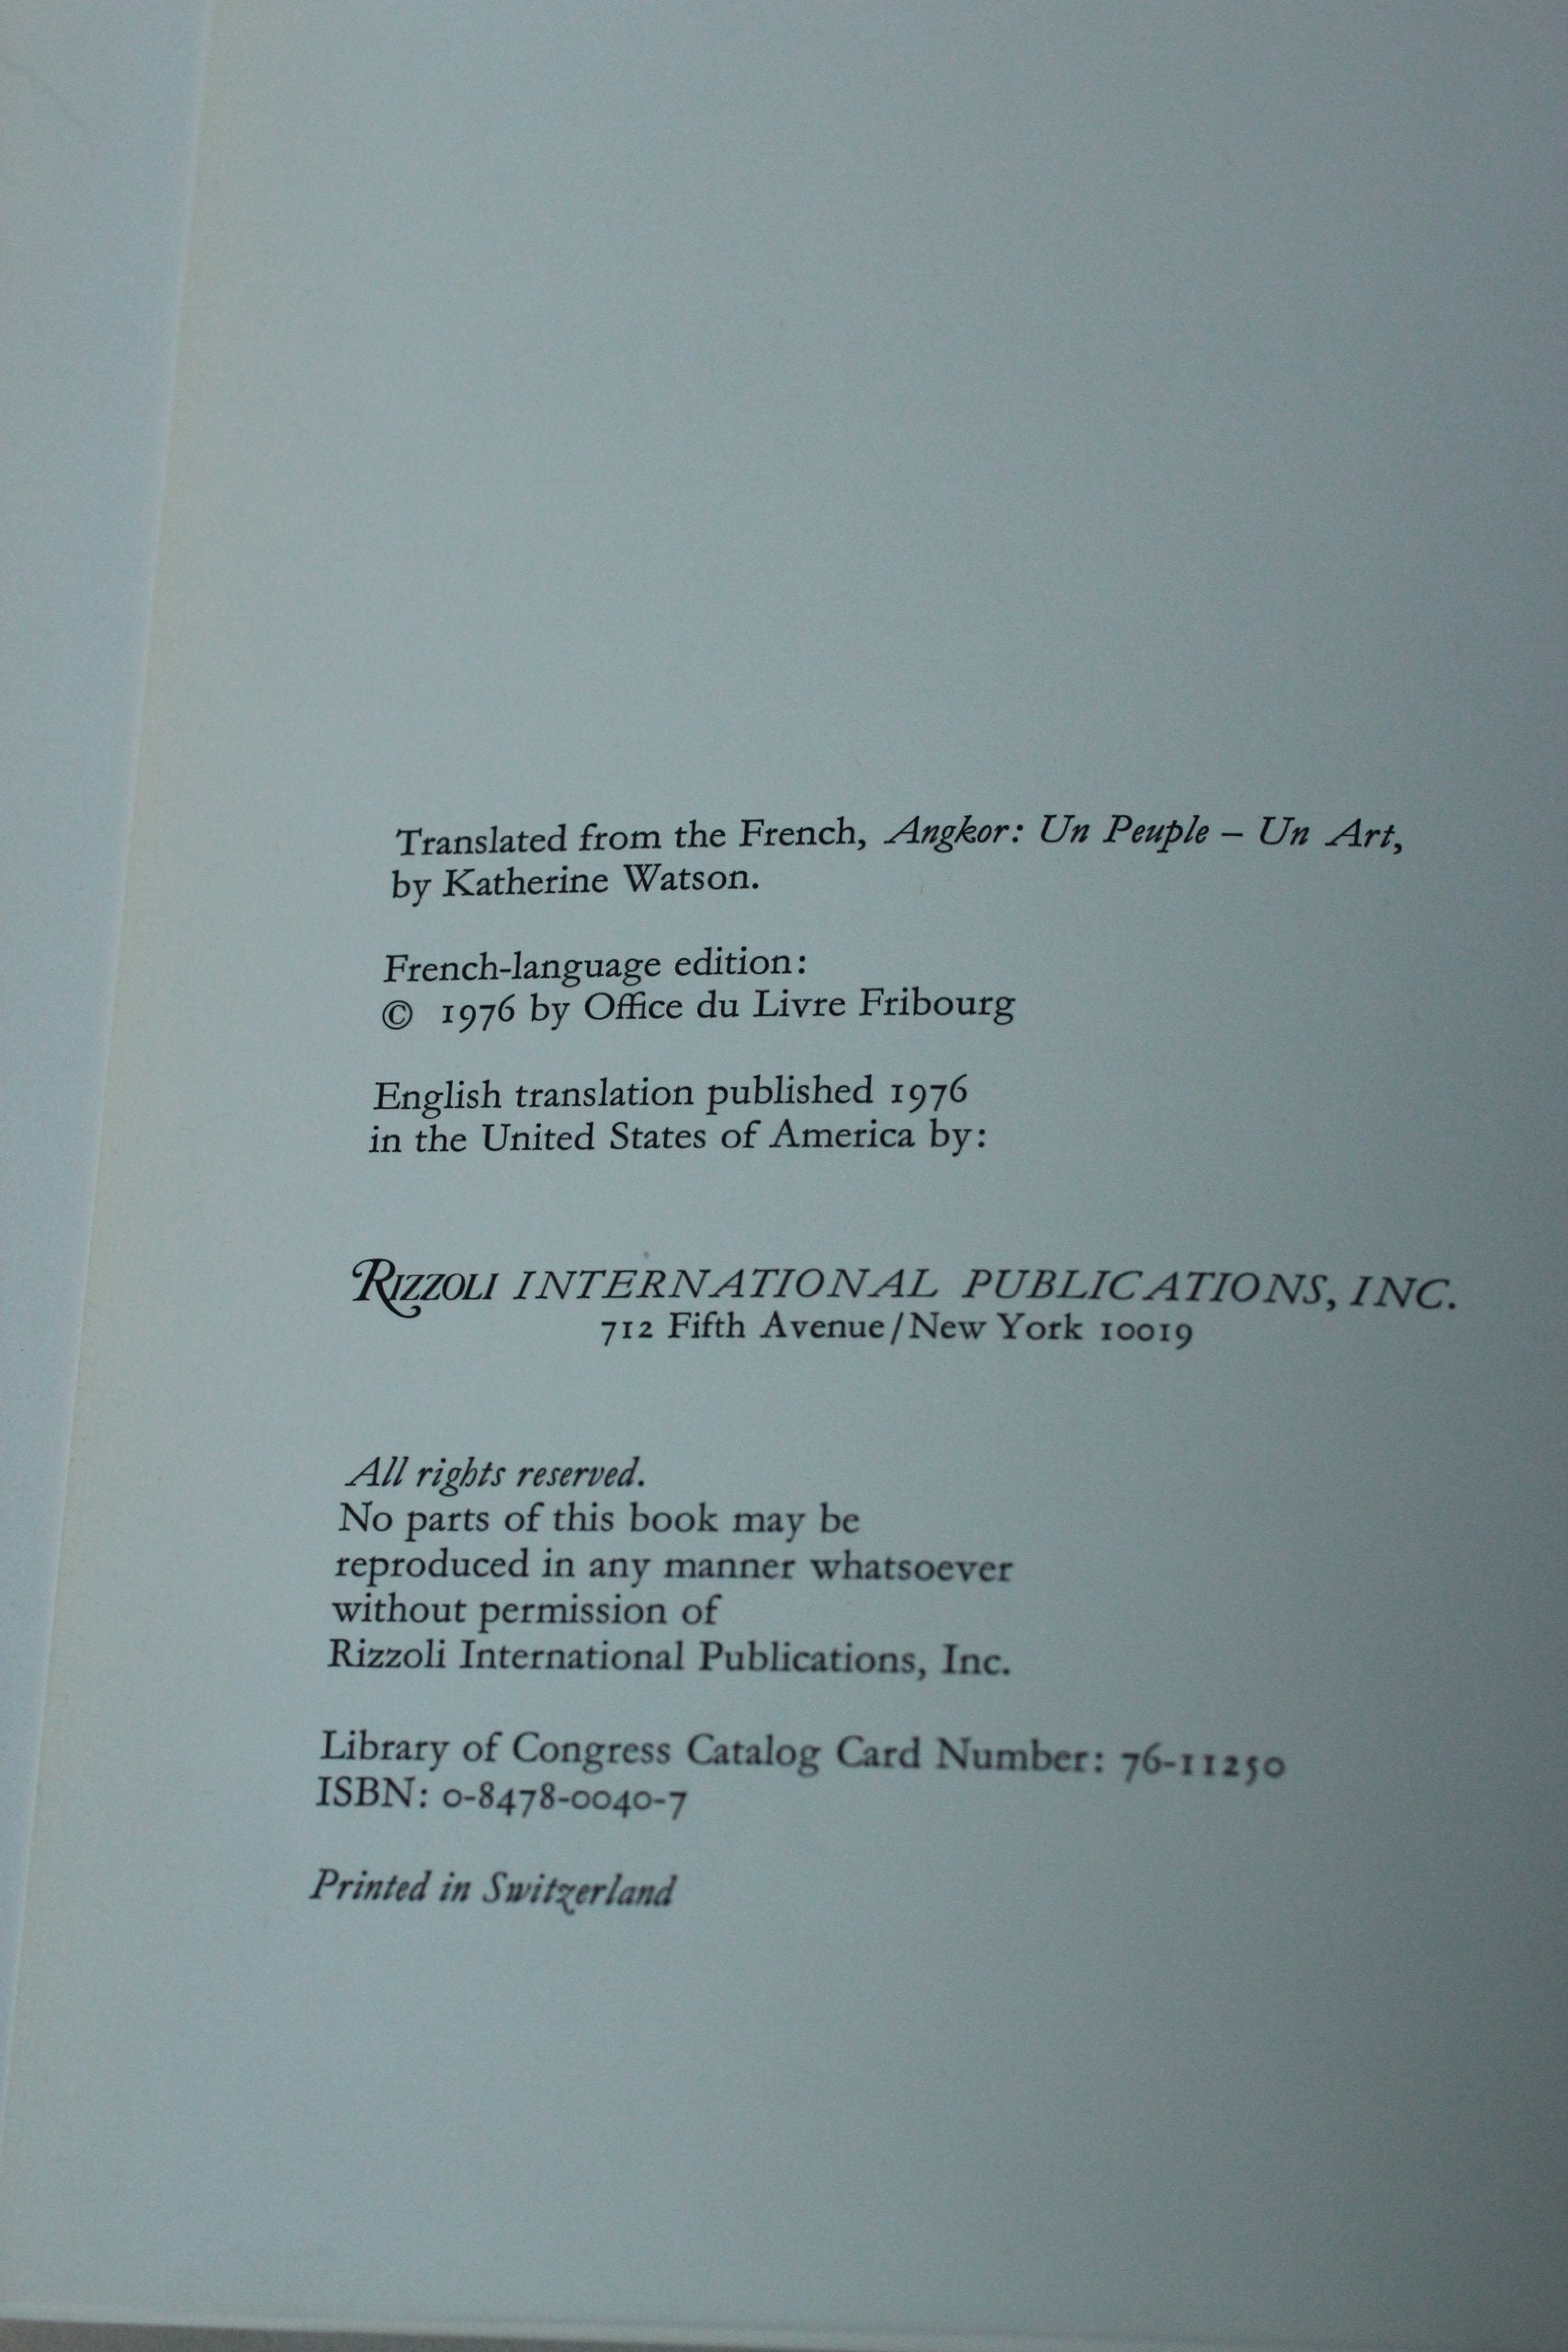 Translated from the French, Angkor: Un Peuple – Un Art,
by Katherine Watson.
French-language edition:
© 1976 by Office du Livre Fribourg
English translation published 1976
in the United States of America by:
RIZZOLI INTERNATIONAL PUBLICATIONS, INC.
712 Fifth Avenue/New York 10019
All rights reserved.
No parts of this book may be
reproduced in any manner whatsoever
without permission of
Rizzoli International Publications, Inc.
Library of Congress Catalog Card Number: 76-11250
ISBN: 0-8478-0040-7
Printed in Switzerland